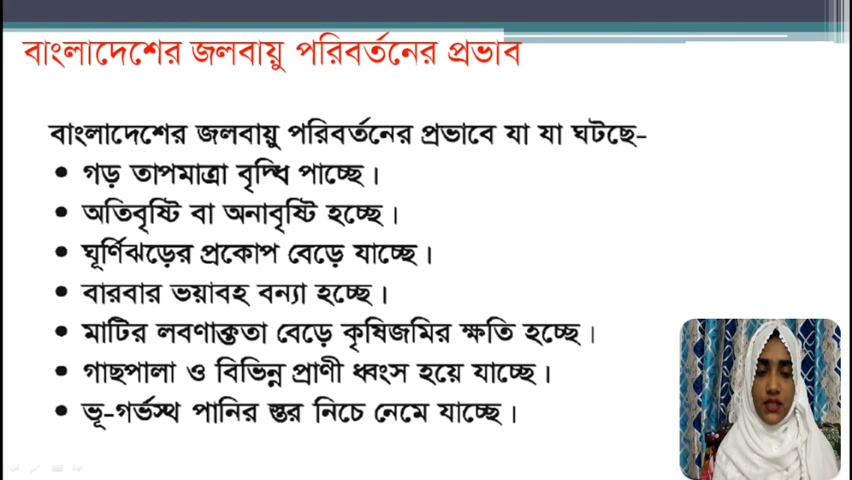 বাংলাদেশের জলবায়ু পরিবর্তনের প্রভাব
বাংলাদেশের জলবায়ু পরিবর্তনের প্রভাবে যা যা ঘটছে-
• গড় তাপমাত্রা বৃদ্ধি পাচ্ছে।
• অতিবৃষ্টি বা অনাবৃষ্টি হচ্ছে।
• ঘূর্ণিঝড়ের প্রকোপ বেড়ে যাচ্ছে।
• বারবার ভয়াবহ বন্যা হচ্ছে।
• মাটির লবণাক্ততা বেড়ে কৃষিজমির ক্ষতি হচ্ছে।
• গাছপালা ও বিভিন্ন প্রাণী ধ্বংস হয়ে যাচ্ছে।
• ভূ-গর্ভস্থ পানির স্তর নিচে নেমে যাচ্ছে।